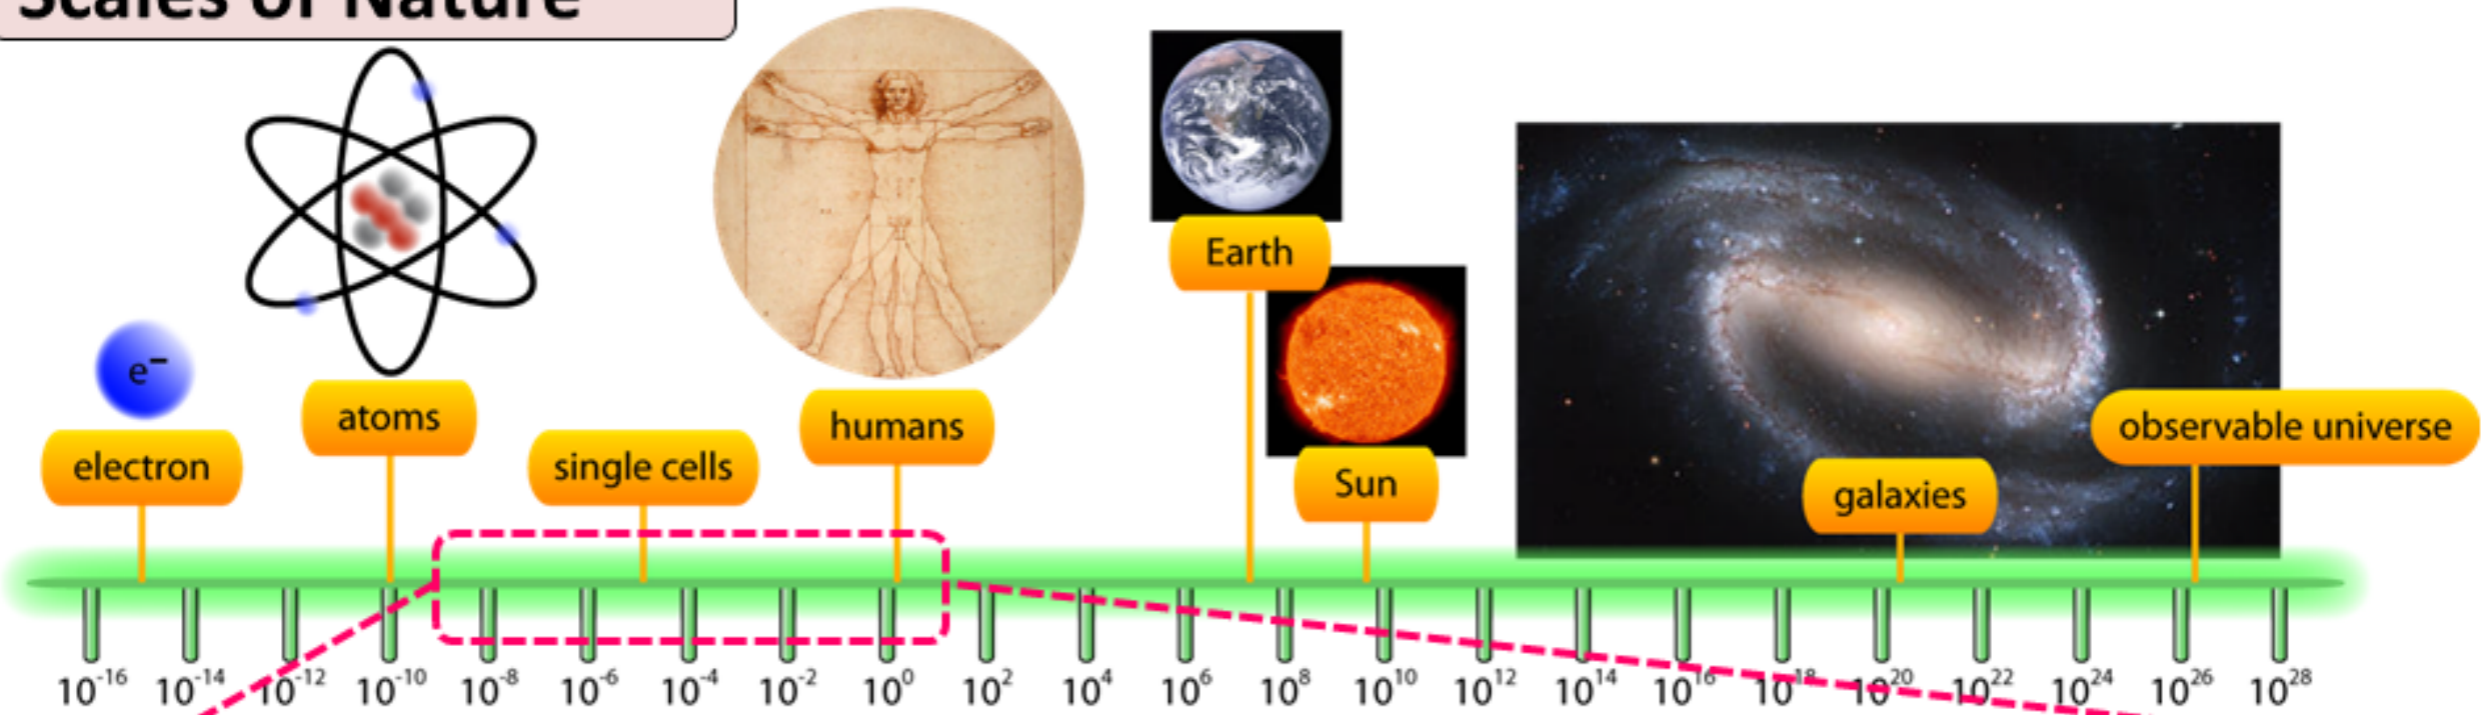 Scales of Nature
e⁻
electron
atoms
single cells
humans
Earth
Sun
galaxies
observable universe
10⁻¹⁶ 10⁻¹⁴ 10⁻¹² 10⁻¹⁰ 10⁻⁸ 10⁻⁶ 10⁻⁴ 10⁻² 10⁰ 10² 10⁴ 10⁶ 10⁸ 10¹⁰ 10¹² 10¹⁴ 10¹⁶ 10¹⁸ 10²⁰ 10²² 10²⁴ 10²⁶ 10²⁸